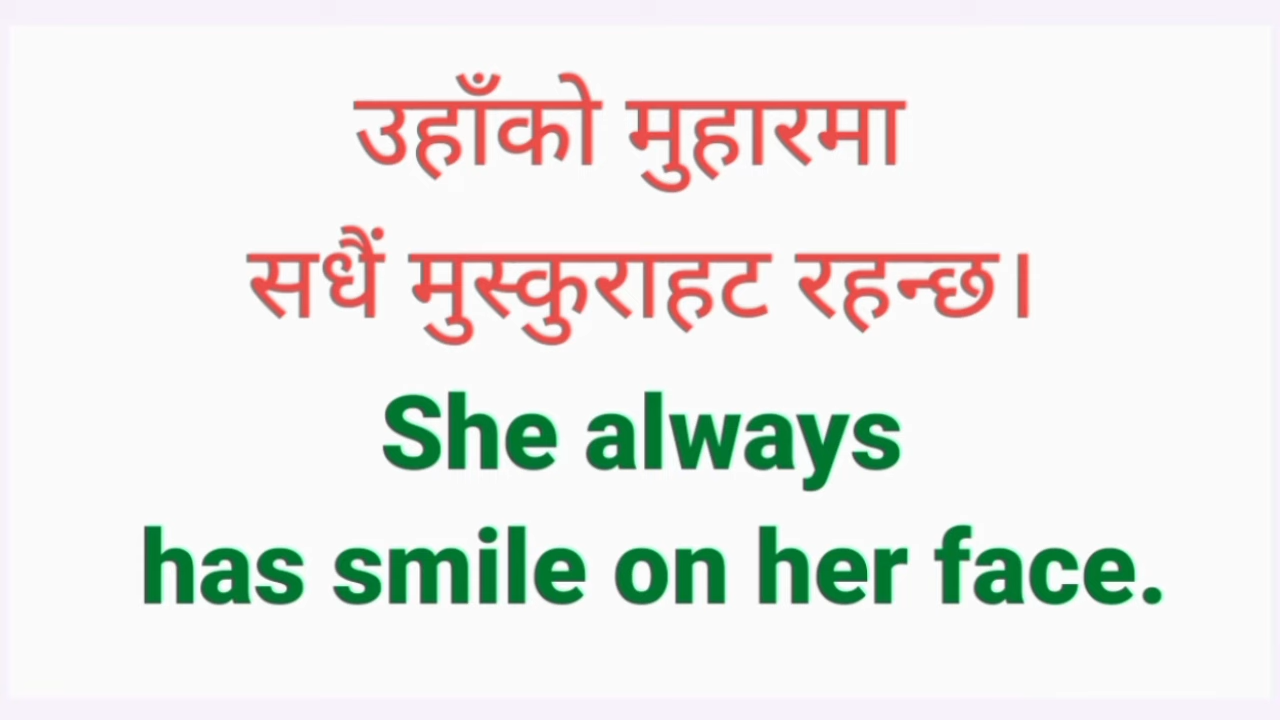 उहाँको मुहारमा
सधैं मुस्कुराहट रहन्छ।
She always
has smile on her face.